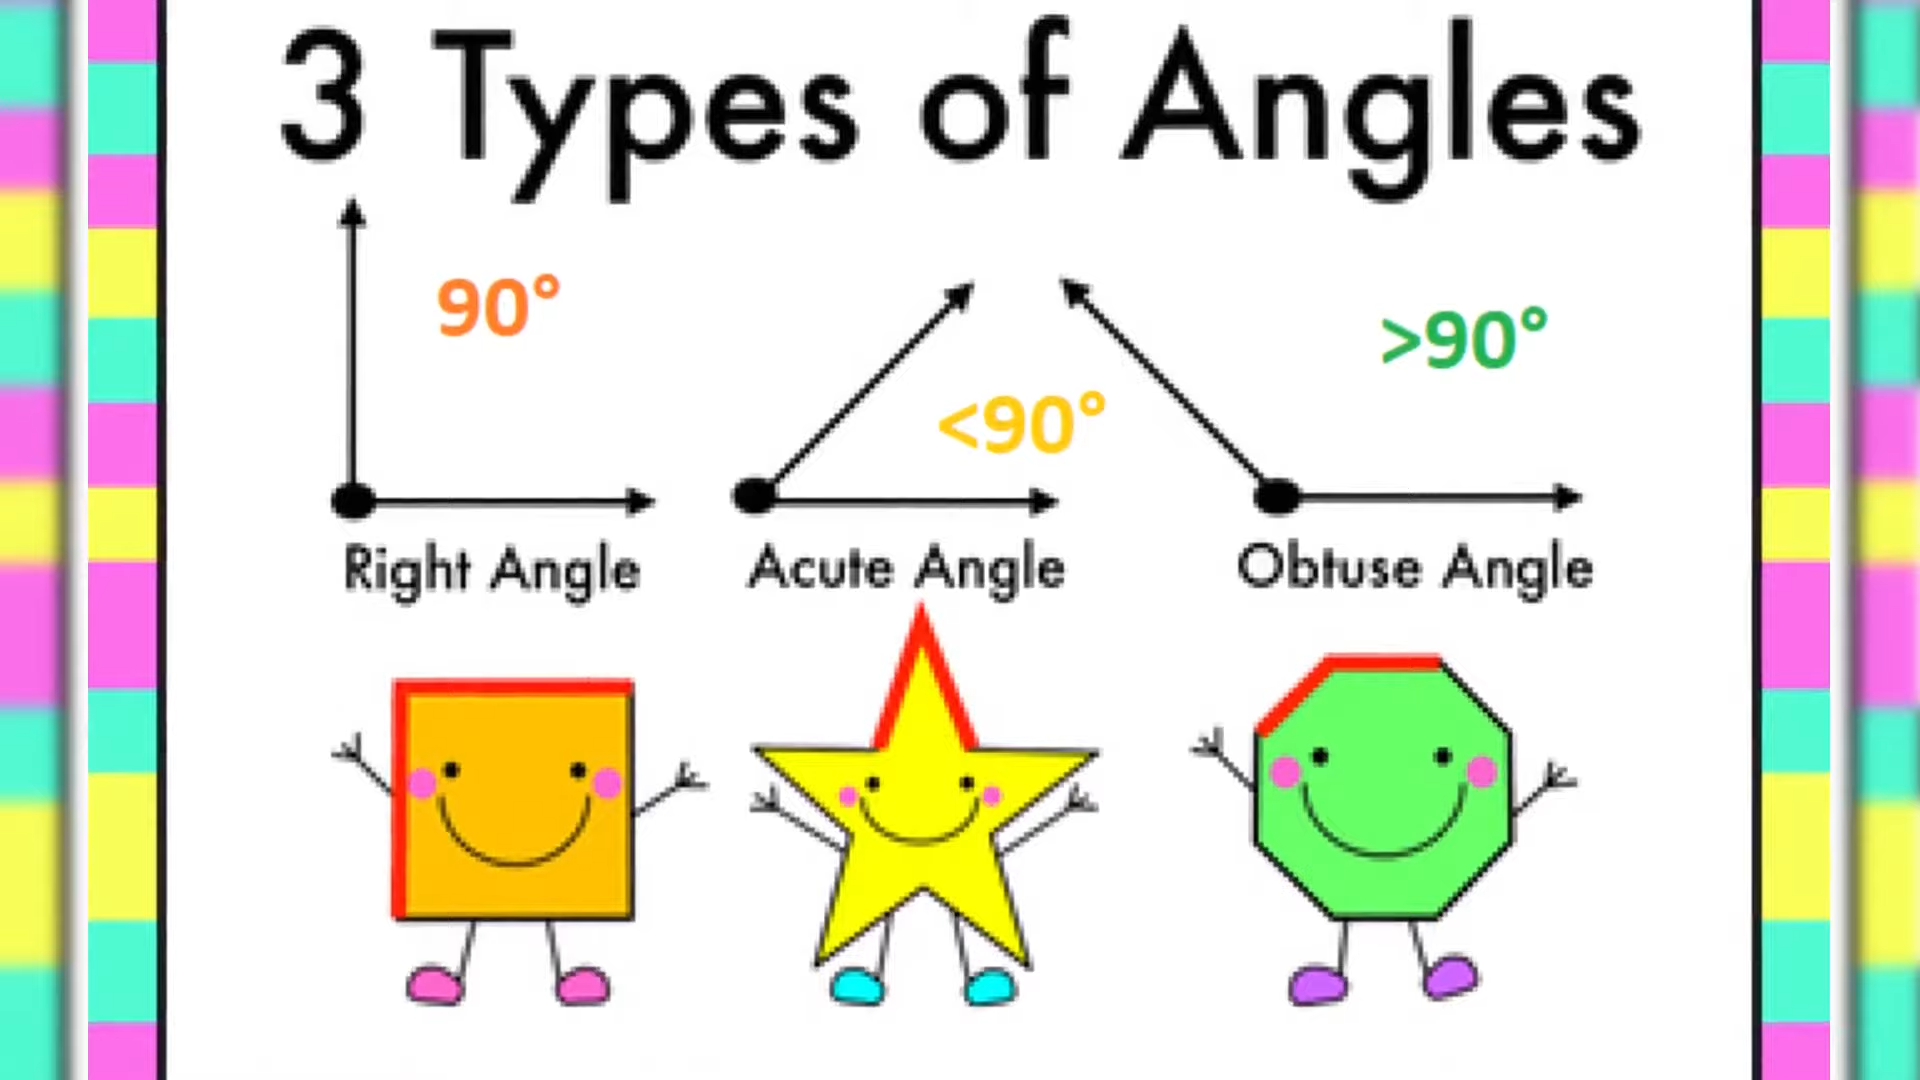 3 Types of Angles
90°
<90°
>90°
Right Angle
Acute Angle
Obtuse Angle